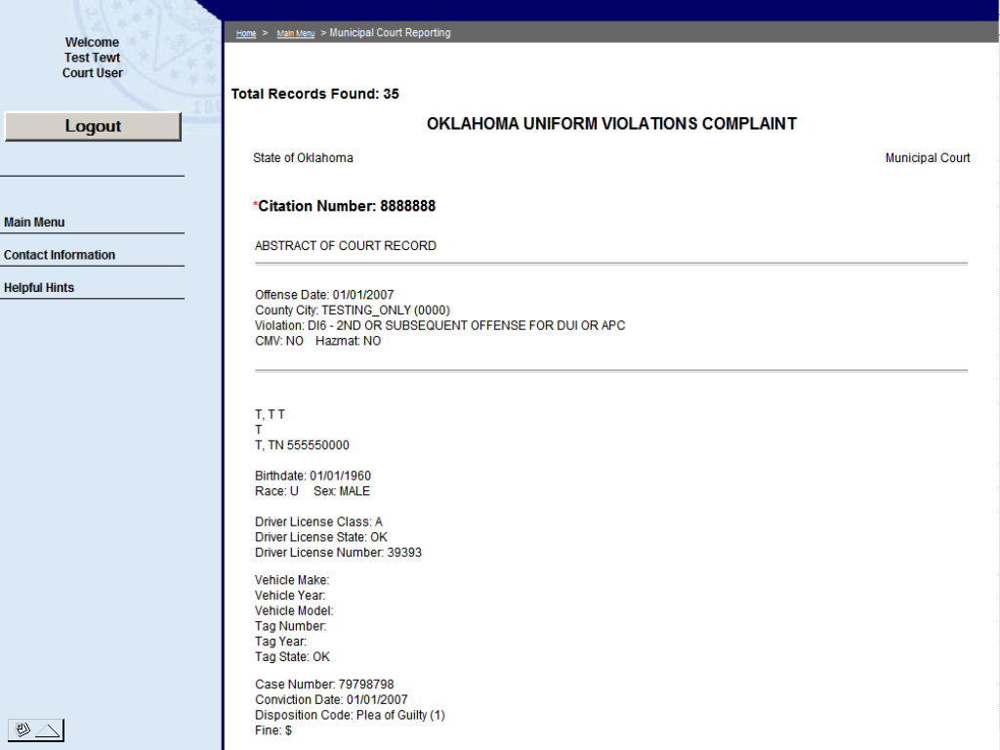 Welcome
Test Tewt
Court User
Logout
Main Menu
Contact Information
Helpful Hints
Home > Main Menu > Municipal Court Reporting
Total Records Found: 35
OKLAHOMA UNIFORM VIOLATIONS COMPLAINT
State of Oklahoma Municipal Court
*Citation Number: 8888888
ABSTRACT OF COURT RECORD
Offense Date: 01/01/2007
County City: TESTING_ONLY (0000)
Violation: DI6 - 2ND OR SUBSEQUENT OFFENSE FOR DUI OR APC
CMV: NO Hazmat: NO
T, T T
T
T, TN 555550000
Birthdate: 01/01/1960
Race: U Sex: MALE
Driver License Class: A
Driver License State: OK
Driver License Number: 39393
Vehicle Make:
Vehicle Year:
Vehicle Model:
Tag Number:
Tag Year:
Tag State: OK
Case Number: 79798798
Conviction Date: 01/01/2007
Disposition Code: Plea of Guilty (1)
Fine: $